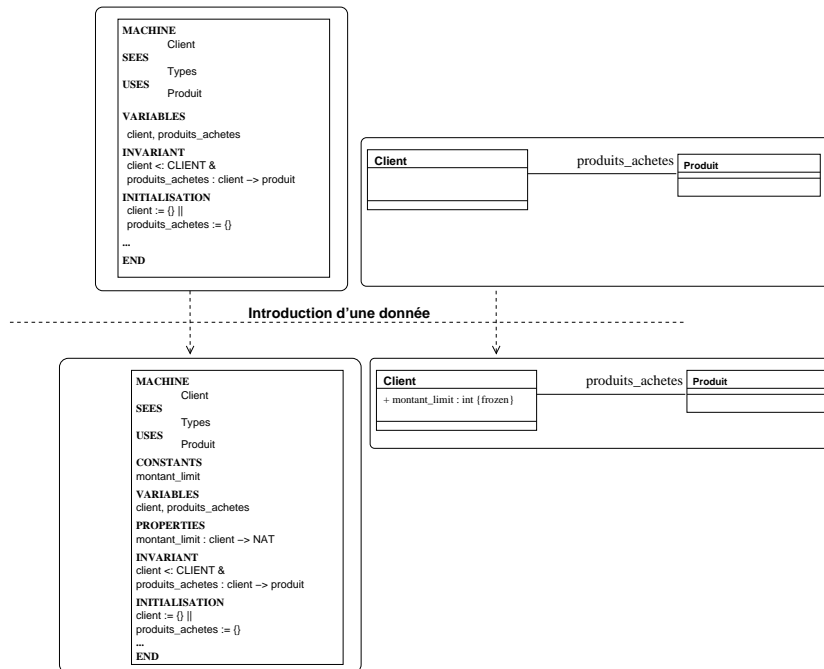 MACHINE
Client
SEES
Types
USES
Produit
VARIABLES
client, produits_achetes
INVARIANT
client <: CLIENT &
produits_achetes : client −> produit
INITIALISATION
client := {} ||
produits_achetes := {}
...
END
Client
produits_achetes
Produit
Introduction d'une donnée
MACHINE
Client
SEES
Types
USES
Produit
CONSTANTS
montant_limit
VARIABLES
client, produits_achetes
PROPERTIES
montant_limit : client −> NAT
INVARIANT
client <: CLIENT &
produits_achetes : client −> produit
INITIALISATION
client := {} ||
produits_achetes := {}
...
END
Client
+ montant_limit : int {frozen}
produits_achetes
Produit